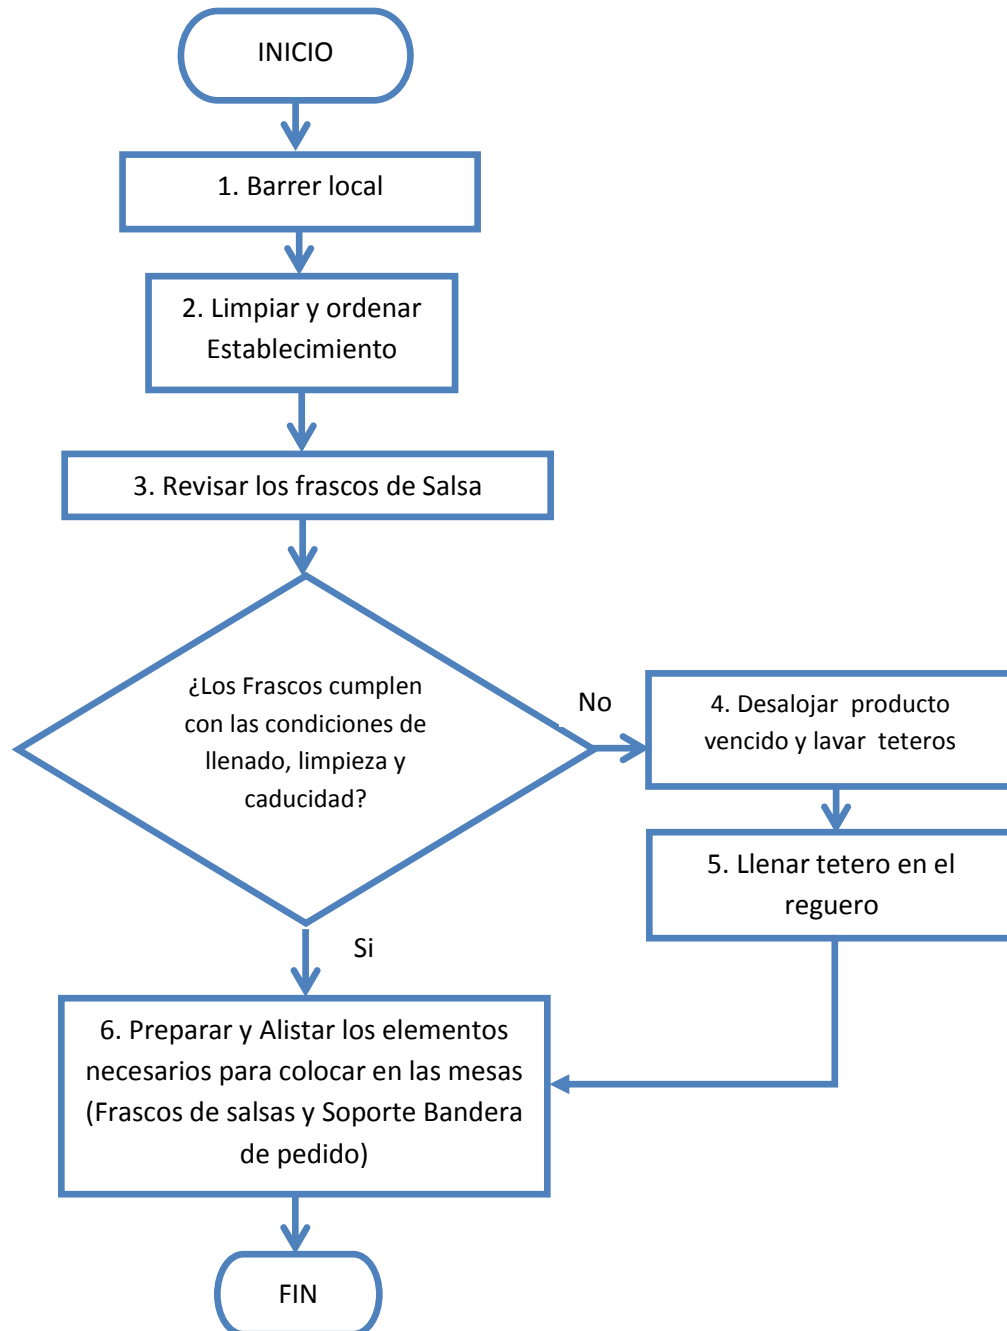 INICIO
1. Barrer local
2. Limpiar y ordenar
Establecimiento
3. Revisar los frascos de Salsa
¿Los Frascos cumplen
con las condiciones de
llenado, limpieza y
caducidad?
No
4. Desalojar producto
vencido y lavar teteros
5. Llenar tetero en el
reguero
Si
6. Preparar y Alistar los elementos
necesarios para colocar en las mesas
(Frascos de salsas y Soporte Bandera
de pedido)
FIN